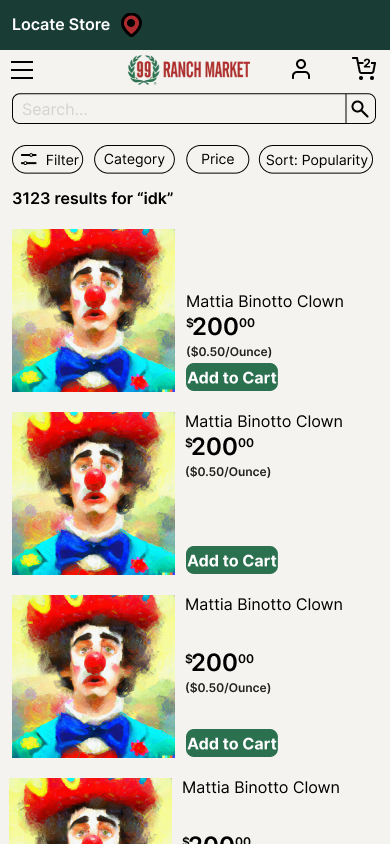 Locate Store
99 RANCH MARKET
2
Search...
Filter Category Price Sort: Popularity
3123 results for “idk”
Mattia Binotto Clown
$200 00
($0.50/Ounce)
Add to Cart
Mattia Binotto Clown
$200 00
($0.50/Ounce)
Add to Cart
Mattia Binotto Clown
$200 00
($0.50/Ounce)
Add to Cart
Mattia Binotto Clown
$200 00